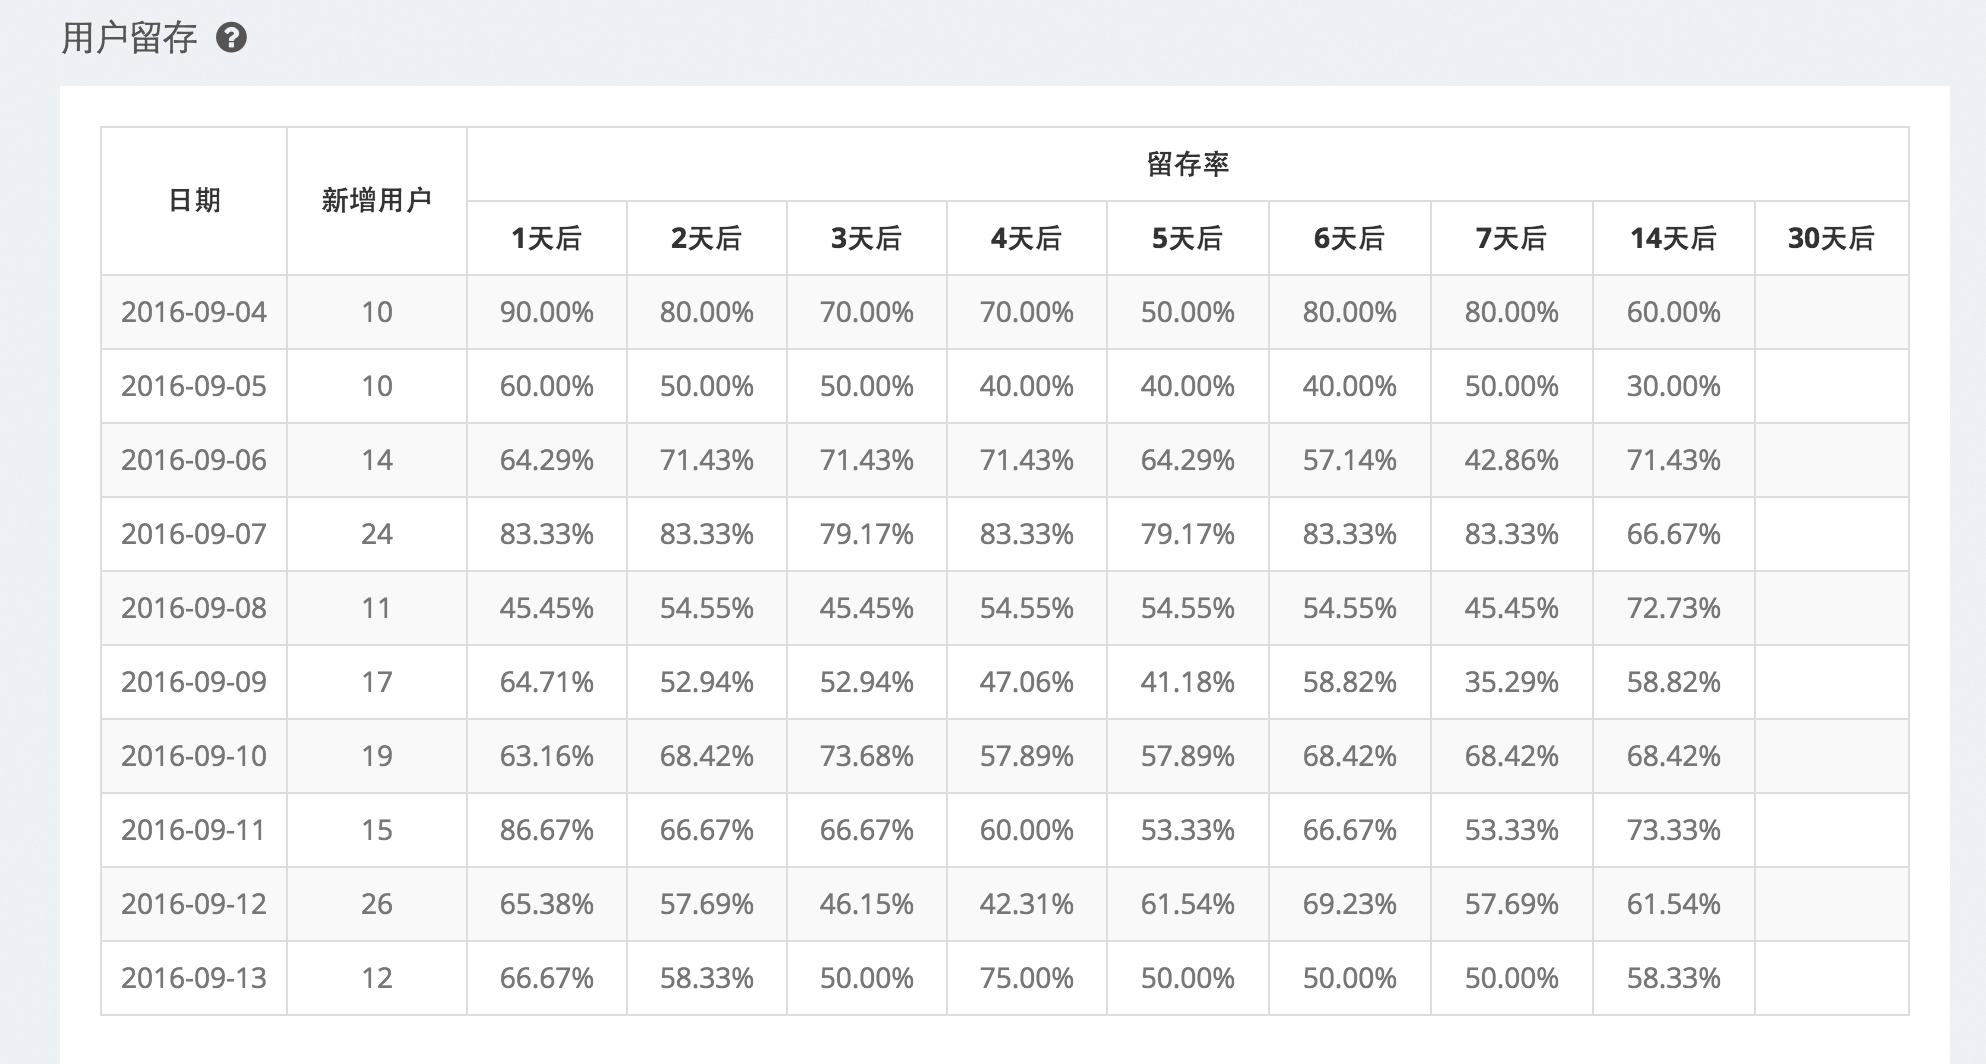 用户留存 ?
留存率
日期 新增用户
1天后 2天后 3天后 4天后 5天后 6天后 7天后 14天后 30天后
2016-09-04 10 90.00% 80.00% 70.00% 70.00% 50.00% 80.00% 80.00% 60.00%
2016-09-05 10 60.00% 50.00% 50.00% 40.00% 40.00% 40.00% 50.00% 30.00%
2016-09-06 14 64.29% 71.43% 71.43% 71.43% 64.29% 57.14% 42.86% 71.43%
2016-09-07 24 83.33% 83.33% 79.17% 83.33% 79.17% 83.33% 83.33% 66.67%
2016-09-08 11 45.45% 54.55% 45.45% 54.55% 54.55% 54.55% 45.45% 72.73%
2016-09-09 17 64.71% 52.94% 52.94% 47.06% 41.18% 58.82% 35.29% 58.82%
2016-09-10 19 63.16% 68.42% 73.68% 57.89% 57.89% 68.42% 68.42% 68.42%
2016-09-11 15 86.67% 66.67% 66.67% 60.00% 53.33% 66.67% 53.33% 73.33%
2016-09-12 26 65.38% 57.69% 46.15% 42.31% 61.54% 69.23% 57.69% 61.54%
2016-09-13 12 66.67% 58.33% 50.00% 75.00% 50.00% 50.00% 50.00% 58.33%